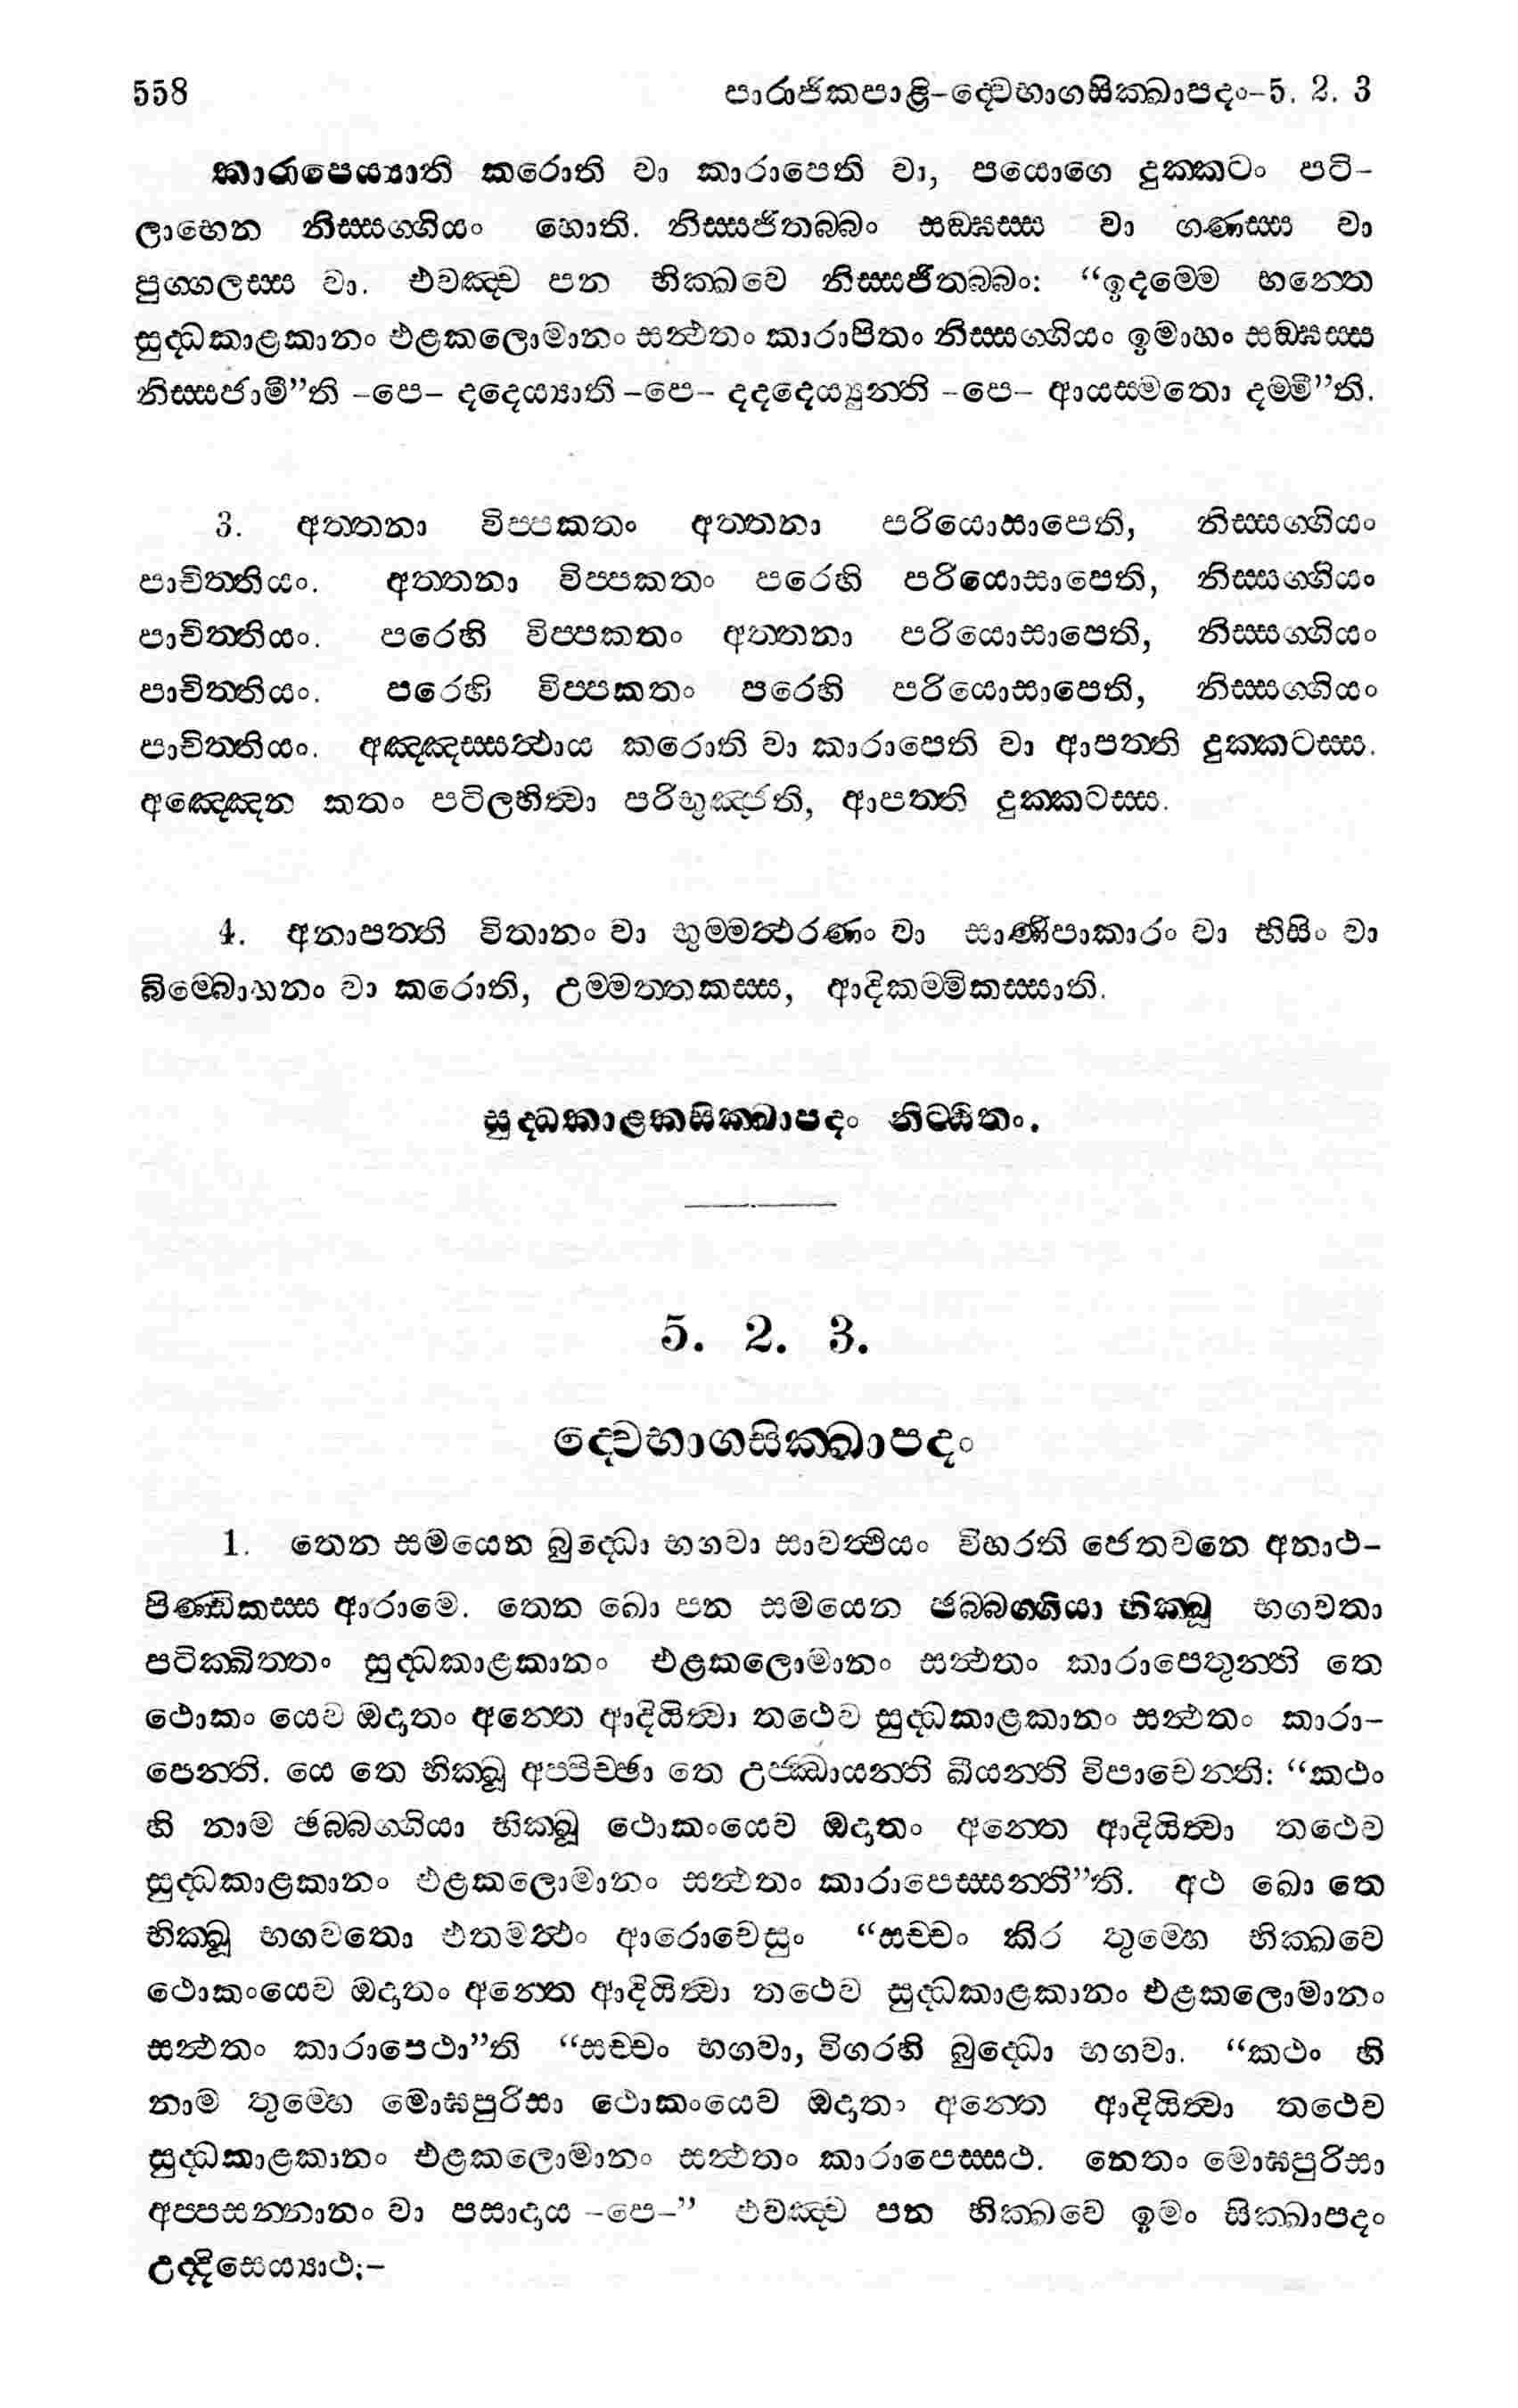 558 පාරාජිකපාළි-ද්වෙභාගසික්ඛාපදං-5. 2. 3
කාරාපෙය්‍යාති කරොති වා කාරාපෙති වා, පයොගෙ දුක්කටං පටි-
ලාභෙන නිස්සග්ගියං හොති. නිස්සජිතබ්බං සඞ්ඝස්ස වා ගණස්ස වා
පුග්ගලස්ස වා. එවඤ්ච පන භික්ඛවෙ නිස්සජිතබ්බං: “ඉදම්මෙ භන්තෙ
සුද්ධකාළකානං එළකලොමානං සන්ථතං කාරාපිතං නිස්සග්ගියං ඉමාහං සඞ්ඝස්ස
නිස්සජාමී”ති -පෙ- දදෙය්‍යාති -පෙ- දදදෙය්‍යුන්ති -පෙ- ආයස්මතො දම්මී”ති.
3. අත්තනා විප්පකතං අත්තනා පරියොසාපෙති, නිස්සග්ගියං
පාචිත්තියං. අත්තනා විප්පකතං පරෙහි පරියොසාපෙති, නිස්සග්ගියං
පාචිත්තියං. පරෙහි විප්පකතං අත්තනා පරියොසාපෙති, නිස්සග්ගියං
පාචිත්තියං. පරෙහි විප්පකතං පරෙහි පරියොසාපෙති, නිස්සග්ගියං
පාචිත්තියං. අඤ්ඤස්සත්ථාය කරොති වා කාරාපෙති වා ආපත්ති දුක්කටස්ස.
අඤ්ඤෙන කතං පටිලභිත්වා පරිභුඤ්ජති, ආපත්ති දුක්කටස්ස.
4. අනාපත්ති විතානං වා භුම්මත්ථරණං වා සාණිපාකාරං වා භිසිං වා
බිම්බොහනං වා කරොති, උම්මත්තකස්ස, ආදිකම්මිකස්සාති.
සුද්ධකාළකසික්ඛාපදං නිට්ඨිතං.
5. 2. 3.
ද්වෙභාගසික්ඛාපදං
1. තෙන සමයෙන බුද්ධො භගවා සාවත්ථියං විහරති ජෙතවනෙ අනාථ-
පිණ්ඩිකස්ස ආරාමෙ. තෙන ඛො පන සමයෙන ඡබ්බග්ගියා භික්ඛූ භගවතා
පටික්ඛිත්තං සුද්ධකාළකානං එළකලොමානං සන්ථතං කාරාපෙතුන්ති තෙ
ථොකං යෙව ඔදාතං අන්තෙ ආදියිත්වා තථෙව සුද්ධකාළකානං සන්ථතං කාරා-
පෙන්ති. යෙ තෙ භික්ඛූ අප්පිච්ඡා තෙ උජ්ඣායන්ති ඛීයන්ති විපාචෙන්ති: “කථං
හි නාම ඡබ්බග්ගියා භික්ඛූ ථොකංයෙව ඔදාතං අන්තෙ ආදියිත්වා තථෙව
සුද්ධකාළකානං එළකලොමානං සන්ථතං කාරාපෙස්සන්තී”ති. අථ ඛො තෙ
භික්ඛූ භගවතො එතමත්ථං ආරොචෙසුං “සච්චං කිර තුම්හෙ භික්ඛවෙ
ථොකංයෙව ඔදාතං අන්තෙ ආදියිත්වා තථෙව සුද්ධකාළකානං එළකලොමානං
සන්ථතං කාරාපෙථා”ති “සච්චං භගවා, විගරහි බුද්ධො භගවා. “කථං හි
නාම තුම්හෙ මොඝපුරිසා ථොකංයෙව ඔදාතං අන්තෙ ආදියිත්වා තථෙව
සුද්ධකාළකානං එළකලොමානං සන්ථතං කාරාපෙස්සථ. නෙතං මොඝපුරිසා
අප්පසන්නානං වා පසාදාය -පෙ-” එවඤ්ච පන භික්ඛවෙ ඉමං සික්ඛාපදං
උද්දිසෙය්‍යාථ:-